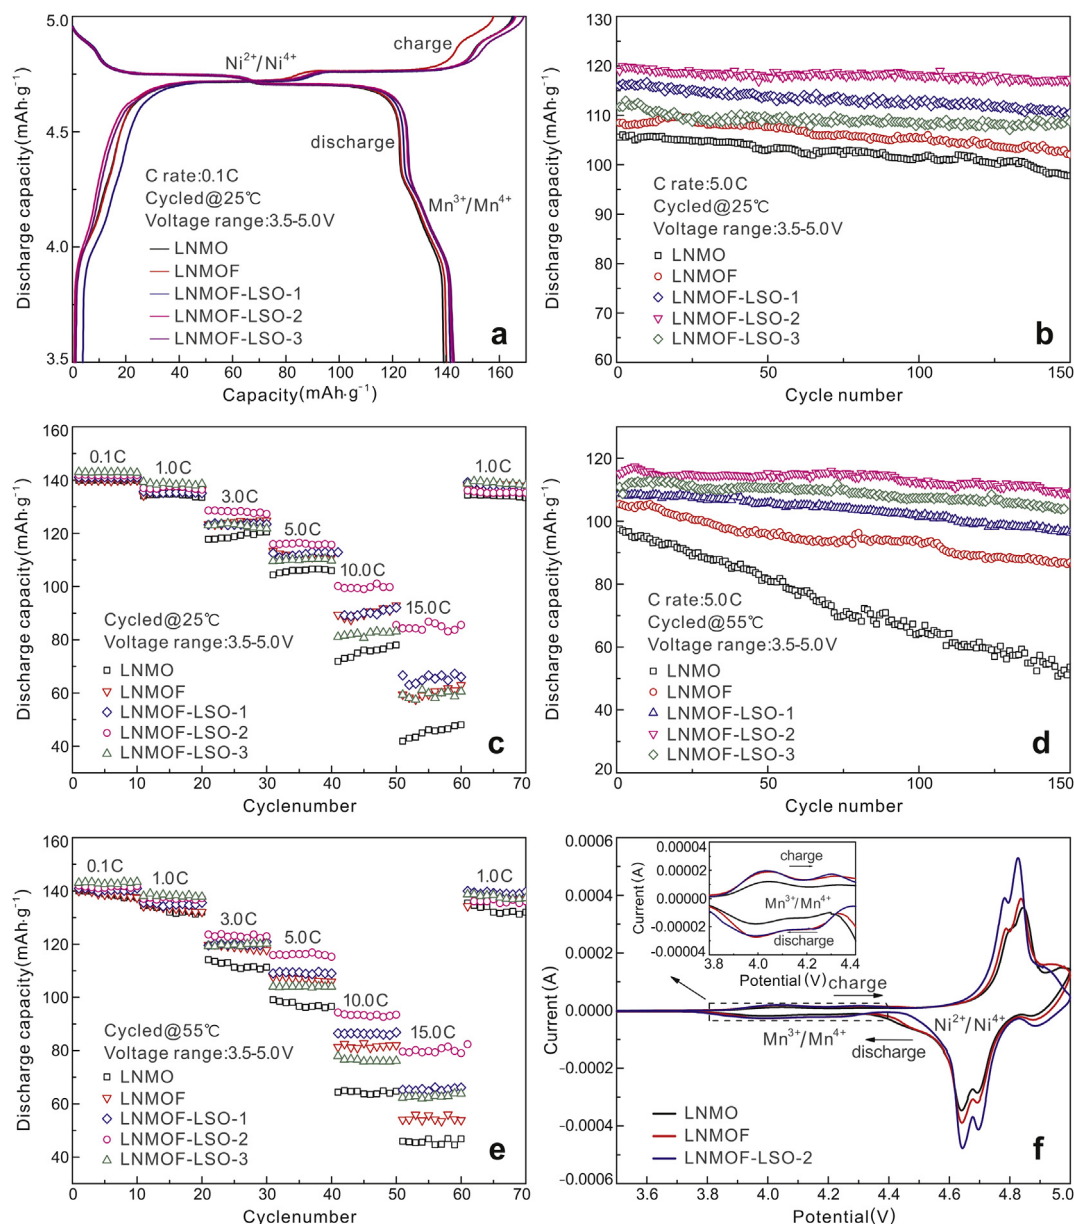 5.0
4.5
4.0
3.5
Discharge capacity(mAh·g⁻¹)
Ni²⁺/Ni⁴⁺
charge
discharge
Mn³⁺/Mn⁴⁺
C rate:0.1C
Cycled@25℃
Voltage range:3.5-5.0V
LNMO
LNMOF
LNMOF-LSO-1
LNMOF-LSO-2
LNMOF-LSO-3
a
0 20 40 60 80 100 120 140 160
Capacity(mAh·g⁻¹)
130
120
110
100
90
80
70
60
Discharge capacity(mAh·g⁻¹)
C rate:5.0C
Cycled@25℃
Voltage range:3.5-5.0V
LNMO
LNMOF
LNMOF-LSO-1
LNMOF-LSO-2
LNMOF-LSO-3
b
0 50 100 150
Cycle number
160
140
120
100
80
60
40
Discharge capacity(mAh·g⁻¹)
0.1C
1.0C
3.0C
5.0C
10.0C
15.0C
1.0C
Cycled@25℃
Voltage range:3.5-5.0V
LNMO
LNMOF
LNMOF-LSO-1
LNMOF-LSO-2
LNMOF-LSO-3
c
0 10 20 30 40 50 60 70
Cyclenumber
120
100
80
60
40
20
Discharge capacity(mAh·g⁻¹)
C rate:5.0C
Cycled@55℃
Voltage range:3.5-5.0V
LNMO
LNMOF
LNMOF-LSO-1
LNMOF-LSO-2
LNMOF-LSO-3
d
0 50 100 150
Cycle number
160
140
120
100
80
60
40
Discharge capacity(mAh·g⁻¹)
0.1C
1.0C
3.0C
5.0C
10.0C
15.0C
1.0C
Cycled@55℃
Voltage range:3.5-5.0V
LNMO
LNMOF
LNMOF-LSO-1
LNMOF-LSO-2
LNMOF-LSO-3
e
0 10 20 30 40 50 60 70
Cyclenumber
0.0006
0.0004
0.0002
0.0000
-0.0002
-0.0004
-0.0006
Current(A)
0.00004
0.00002
0.00000
-0.00002
-0.00004
Current(A)
charge
Mn³⁺/Mn⁴⁺
discharge
3.8 4.0 4.2 4.4
Potential(V)
charge
Mn³⁺/Mn⁴⁺
Ni²⁺/Ni⁴⁺
discharge
LNMO
LNMOF
LNMOF-LSO-2
f
3.6 3.8 4.0 4.2 4.4 4.6 4.8 5.0
Potential(V)